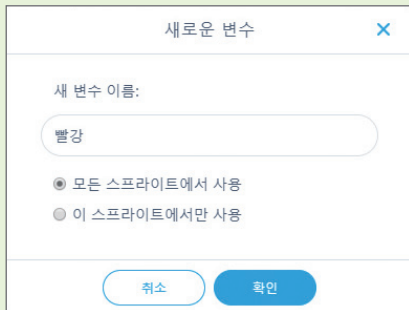 새로운 변수
새 변수 이름:
빨강
모든 스프라이트에서 사용
이 스프라이트에서만 사용
취소 확인